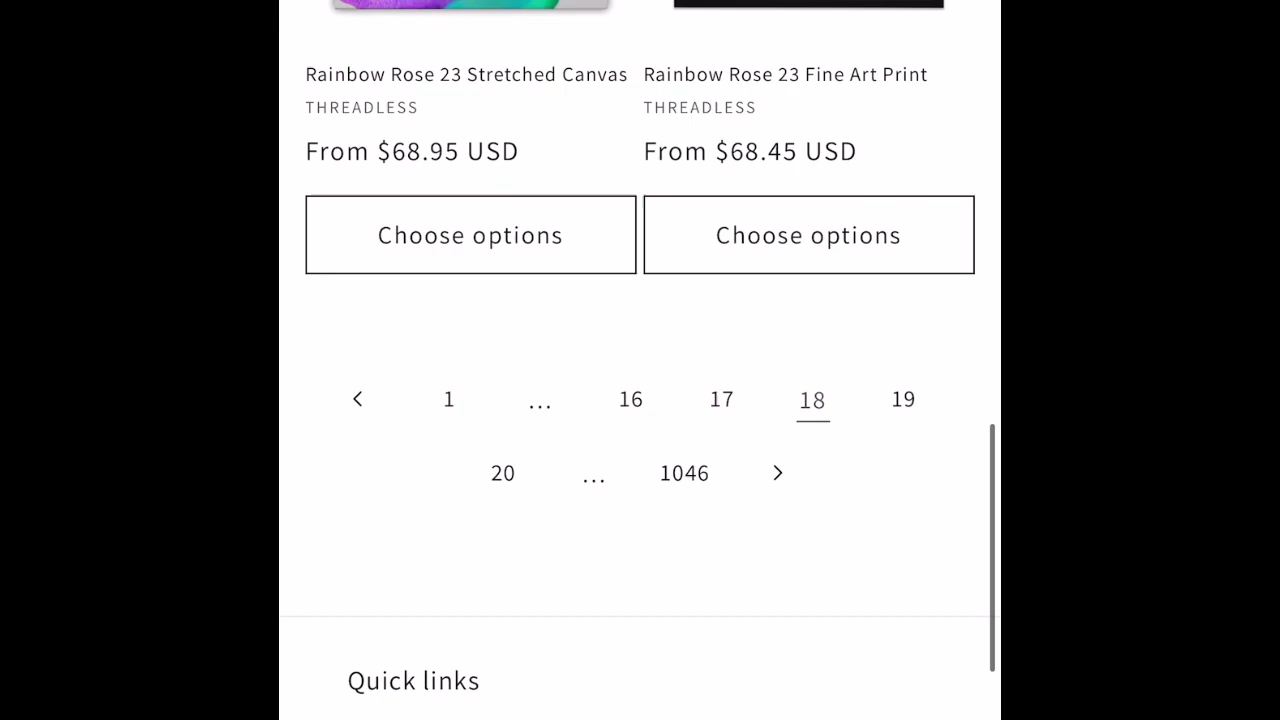 Rainbow Rose 23 Stretched Canvas
THREADLESS
From $68.95 USD
Choose options
Rainbow Rose 23 Fine Art Print
THREADLESS
From $68.45 USD
Choose options
1 ... 16 17 18 19
20 ... 1046
Quick links